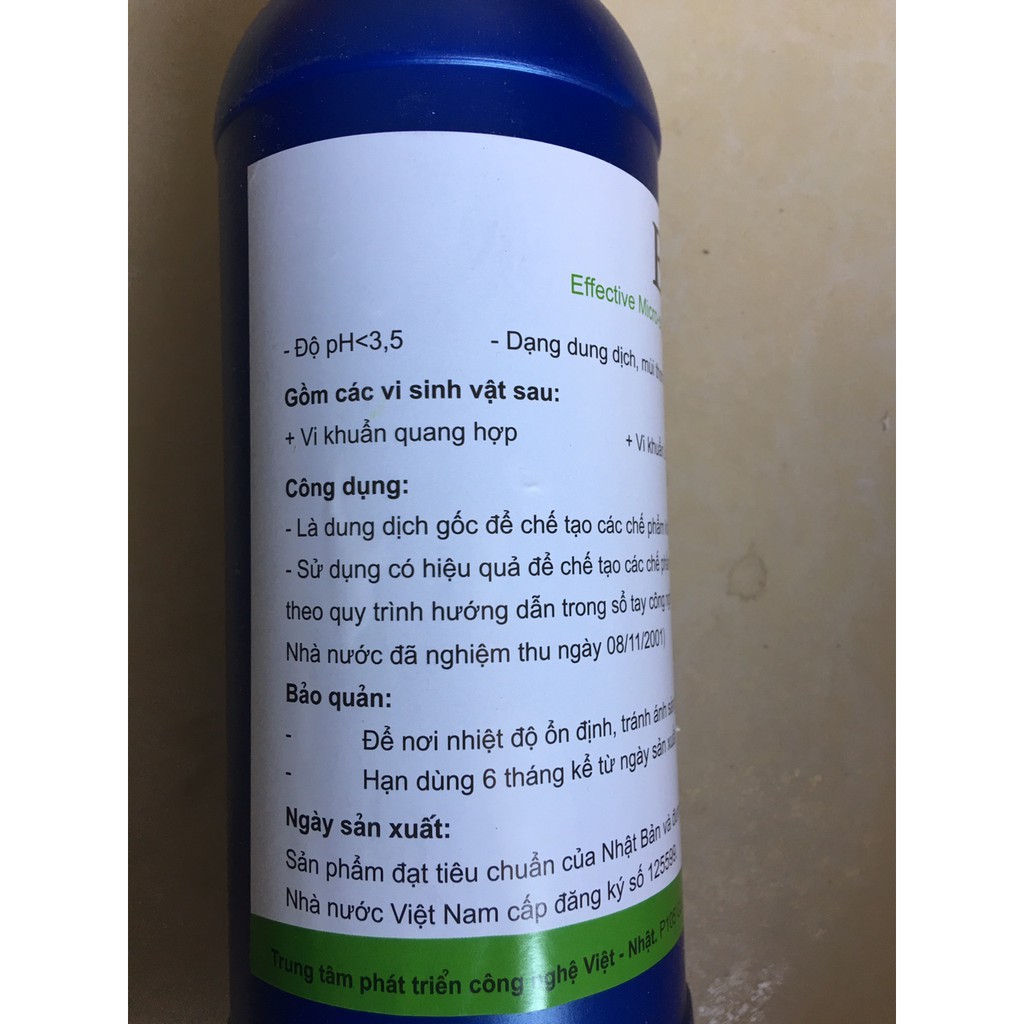 Effective
- Độ pH<3,5 - Dạng dung dịch, mùi
Gồm các vi sinh vật sau:
+ Vi khuẩn quang hợp + Vi khuẩn
Công dụng:
- Là dung dịch gốc để chế tạo các chế phẩm
- Sử dụng có hiệu quả để chế tạo các chế
theo quy trình hướng dẫn trong sổ tay công
Nhà nước đã nghiệm thu ngày 08/11/2001)
Bảo quản:
- Để nơi nhiệt độ ổn định, tránh ánh
- Hạn dùng 6 tháng kể từ ngày sản xuất
Ngày sản xuất:
Sản phẩm đạt tiêu chuẩn của Nhật Bản và
Nhà nước Việt Nam cấp đăng ký số 125599
Trung tâm phát triển công nghệ Việt - Nhật.